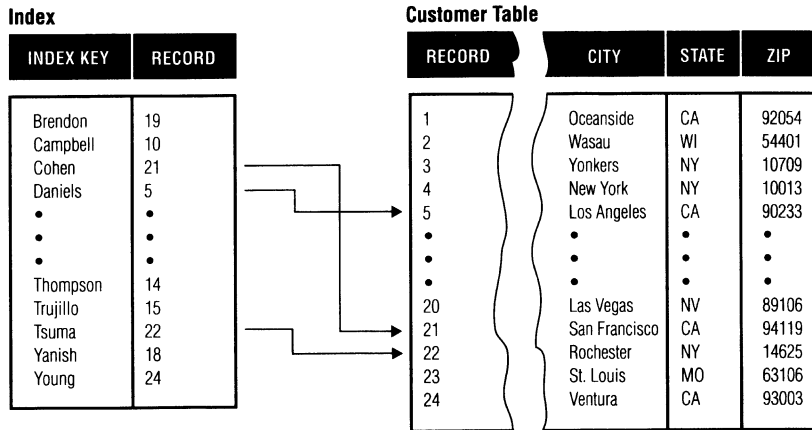 Index
INDEX KEY RECORD
Brendon 19
Campbell 10
Cohen 21
Daniels 5
• •
• •
• •
Thompson 14
Trujillo 15
Tsuma 22
Yanish 18
Young 24
Customer Table
RECORD CITY STATE ZIP
1 Oceanside CA 92054
2 Wasau WI 54401
3 Yonkers NY 10709
4 New York NY 10013
5 Los Angeles CA 90233
• • • •
• • • •
• • • •
20 Las Vegas NV 89106
21 San Francisco CA 94119
22 Rochester NY 14625
23 St. Louis MO 63106
24 Ventura CA 93003